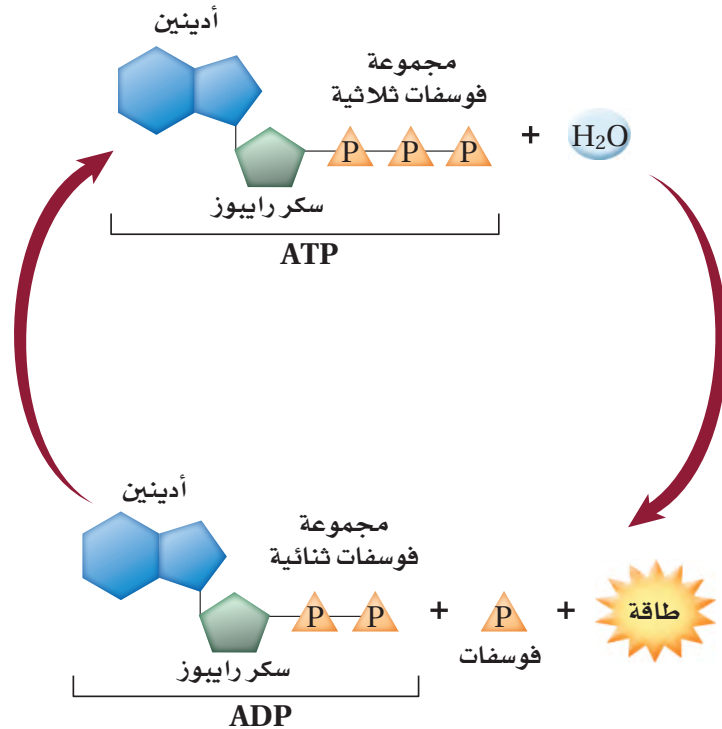 أدينين
مجموعة
فوسفات ثلاثية
P P P + H₂O
سكر رايبوز
ATP
أدينين
مجموعة
فوسفات ثنائية
P P + P + طاقة
فوسفات
سكر رايبوز
ADP